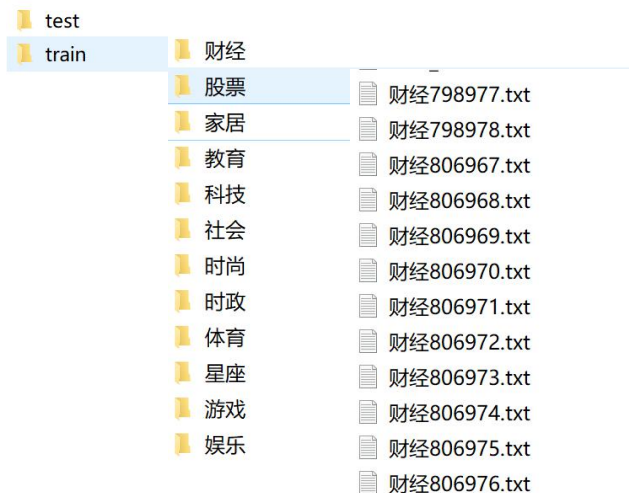 test
train
财经
股票
家居
教育
科技
社会
时尚
时政
体育
星座
游戏
娱乐
财经798977.txt
财经798978.txt
财经806967.txt
财经806968.txt
财经806969.txt
财经806970.txt
财经806971.txt
财经806972.txt
财经806973.txt
财经806974.txt
财经806975.txt
财经806976.txt